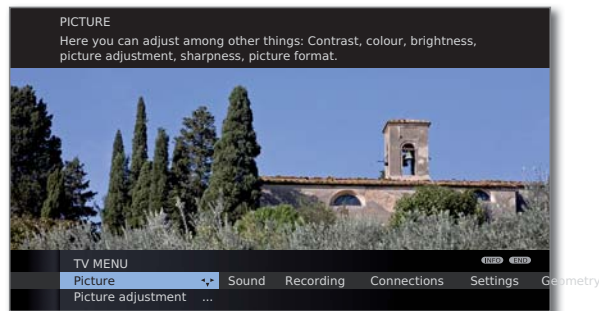 PICTURE
Here you can adjust among other things: Contrast, colour, brightness,
picture adjustment, sharpness, picture format.
TV MENU INFO END
Picture Sound Recording Connections Settings Geometry
Picture adjustment ...